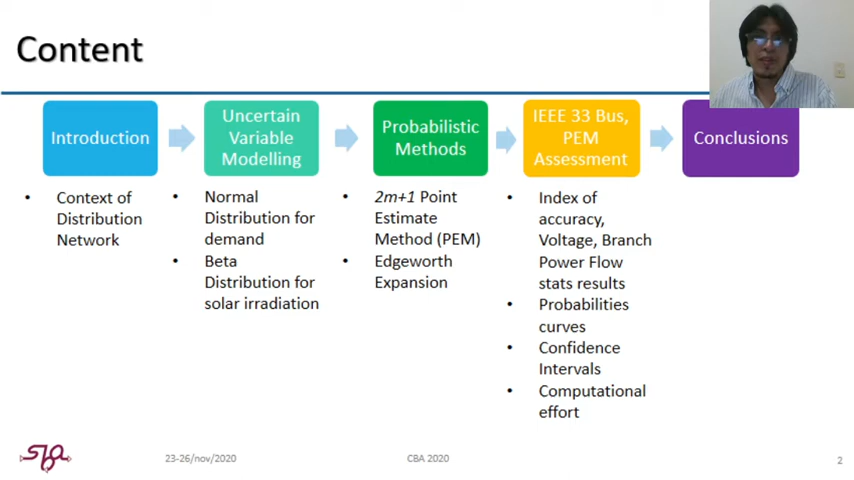 Content
Introduction
Uncertain
Variable
Modelling
Probabilistic
Methods
IEEE 33 Bus,
PEM
Assessment
Conclusions
• Context of
Distribution
Network
• Normal
Distribution for
demand
• Beta
Distribution for
solar irradiation
• 2m+1 Point
Estimate
Method (PEM)
• Edgeworth
Expansion
• Index of
accuracy,
Voltage, Branch
Power Flow
stats results
• Probabilities
curves
• Confidence
Intervals
• Computational
effort
sba
23-26/nov/2020
CBA 2020
2